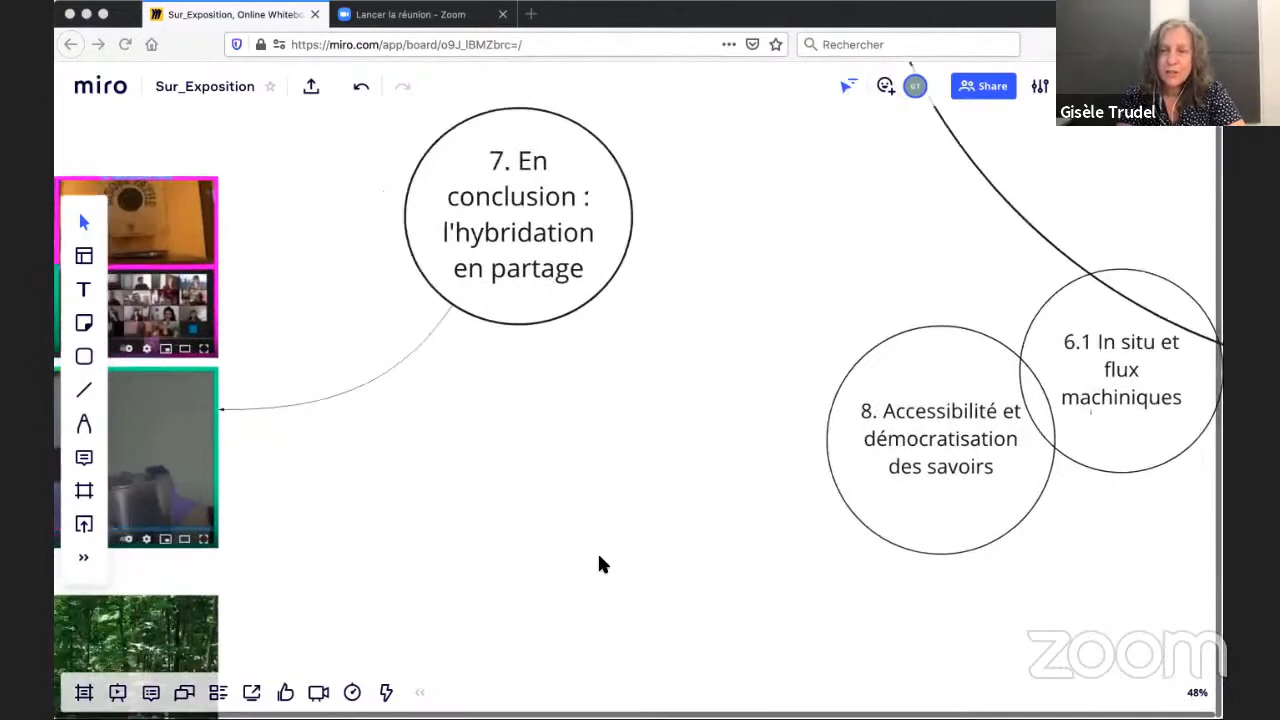 Sur_Exposition, Online Whitebo
Lancer la réunion - Zoom
https://miro.com/app/board/o9J_lBMZbrc=/
Rechercher
miro
Sur_Exposition
GT
Share
Gisèle Trudel
7. En
conclusion :
l'hybridation
en partage
6.1 In situ et
flux
machiniques
8. Accessibilité et
démocratisation
des savoirs
zoom
48%